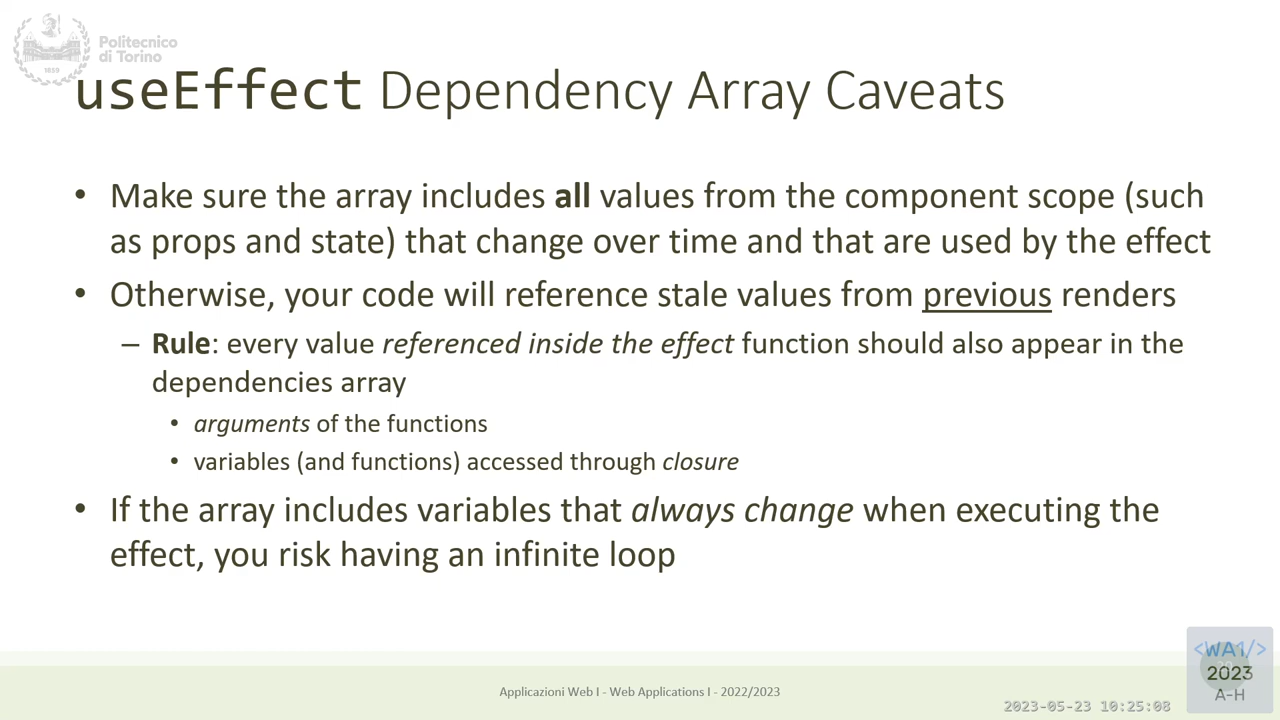 Politecnico
di Torino
1859
useEffect Dependency Array Caveats
• Make sure the array includes all values from the component scope (such
as props and state) that change over time and that are used by the effect
• Otherwise, your code will reference stale values from previous renders
– Rule: every value referenced inside the effect function should also appear in the
dependencies array
• arguments of the functions
• variables (and functions) accessed through closure
• If the array includes variables that always change when executing the
effect, you risk having an infinite loop
Applicazioni Web I - Web Applications I - 2022/2023
2023-05-23 10:25:08
<WA1/>
2023
A-H